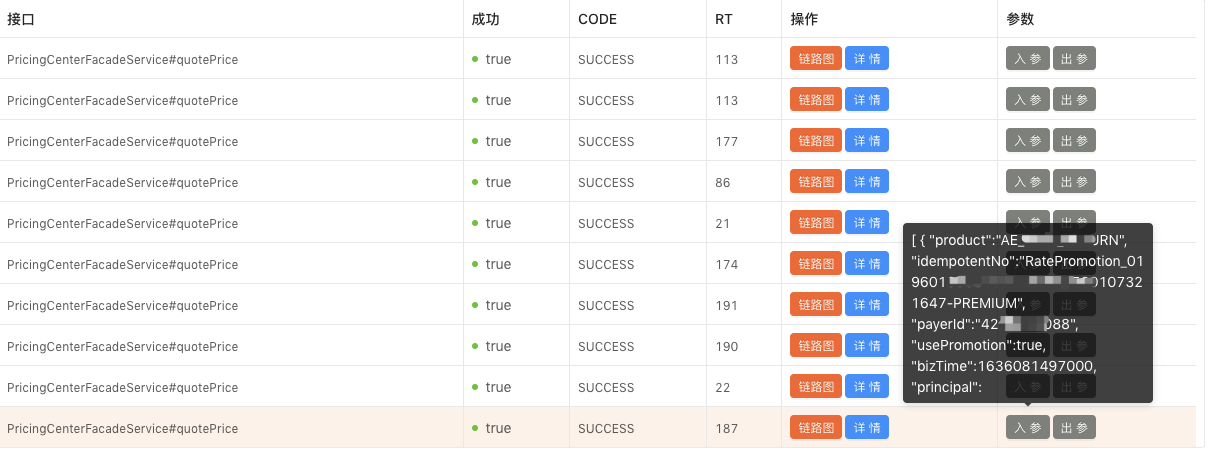 接口 成功 CODE RT 操作 参数
PricingCenterFacadeService#quotePrice true SUCCESS 113 链路图 详 情 入 参 出 参
PricingCenterFacadeService#quotePrice true SUCCESS 113 链路图 详 情 入 参 出 参
PricingCenterFacadeService#quotePrice true SUCCESS 177 链路图 详 情 入 参 出 参
PricingCenterFacadeService#quotePrice true SUCCESS 86 链路图 详 情 入 参 出 参
PricingCenterFacadeService#quotePrice true SUCCESS 21 链路图 详 情 入 参 出 参
PricingCenterFacadeService#quotePrice true SUCCESS 174 链路图 详 情
PricingCenterFacadeService#quotePrice true SUCCESS 191 链路图 详 情
PricingCenterFacadeService#quotePrice true SUCCESS 190 链路图 详 情
PricingCenterFacadeService#quotePrice true SUCCESS 22 链路图 详 情 入 参 出 参
PricingCenterFacadeService#quotePrice true SUCCESS 187 链路图 详 情 入 参 出 参
[ { "product":"AE_ URN",
"idempotentNo":"RatePromotion_01
9601 010732
1647-PREMIUM",
"payerId":"42 088",
"usePromotion":true,
"bizTime":1636081497000,
"principal":